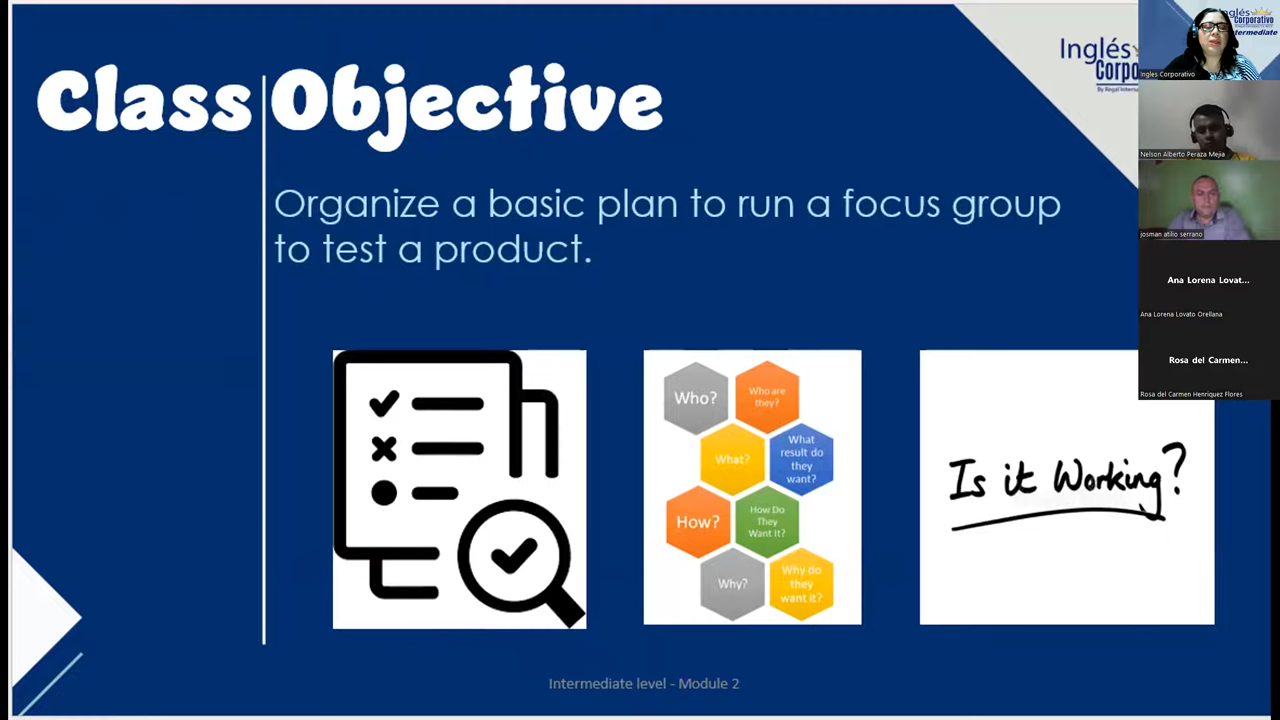 Class Objective
Organize a basic plan to run a focus group
to test a product.
Inglés
By Regal
Who?
Who are
they?
What?
What
result do
they
want?
How?
How Do
They
Want It?
Why?
Why do
they
want it?
Is it Working?
Intermediate level - Module 2
Inglés
Corporativo
Intermediate
Ingles Corporativo
Nelson Alberto Peraza Mejia
josman atilio serrano
Ana Lorena Lovat...
Ana Lorena Lovato Orellana
Rosa del Carmen...
Rosa del Carmen Henriquez Flores